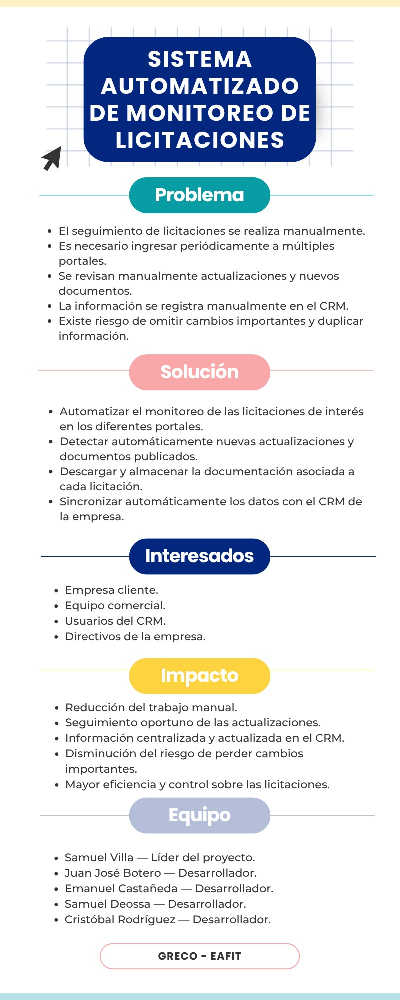 SISTEMA
AUTOMATIZADO
DE MONITOREO DE
LICITACIONES
Problema
• El seguimiento de licitaciones se realiza manualmente.
• Es necesario ingresar periódicamente a múltiples
portales.
• Se revisan manualmente actualizaciones y nuevos
documentos.
• La información se registra manualmente en el CRM.
• Existe riesgo de omitir cambios importantes y duplicar
información.
Solución
• Automatizar el monitoreo de las licitaciones de interés
en los diferentes portales.
• Detectar automáticamente nuevas actualizaciones y
documentos publicados.
• Descargar y almacenar la documentación asociada a
cada licitación.
• Sincronizar automáticamente los datos con el CRM de
la empresa.
Interesados
• Empresa cliente.
• Equipo comercial.
• Usuarios del CRM.
• Directivos de la empresa.
Impacto
• Reducción del trabajo manual.
• Seguimiento oportuno de las actualizaciones.
• Información centralizada y actualizada en el CRM.
• Disminución del riesgo de perder cambios
importantes.
• Mayor eficiencia y control sobre las licitaciones.
Equipo
• Samuel Villa — Líder del proyecto.
• Juan José Botero — Desarrollador.
• Emanuel Castañeda — Desarrollador.
• Samuel Deossa — Desarrollador.
• Cristóbal Rodríguez — Desarrollador.
GRECO - EAFIT